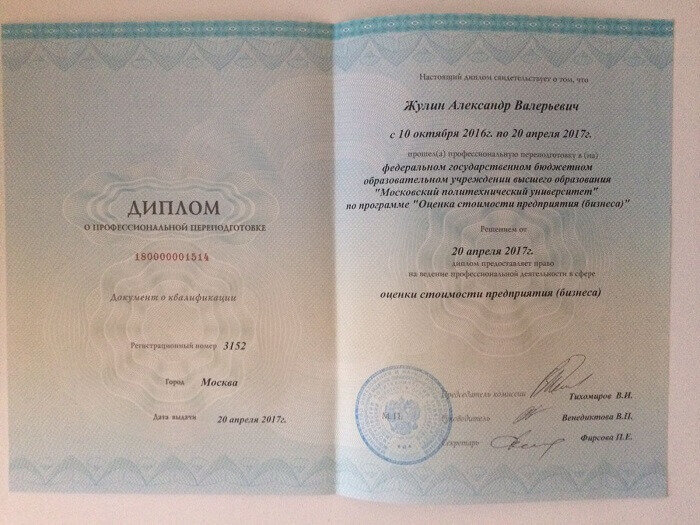 ДИПЛОМ
О ПРОФЕССИОНАЛЬНОЙ ПЕРЕПОДГОТОВКЕ
180000001514
Документ о квалификации
Регистрационный номер 3152
Город Москва
Дата выдачи 20 апреля 2017г.
Настоящий диплом свидетельствует о том, что
Жулин Александр Валерьевич
с 10 октября 2016г. по 20 апреля 2017г.
прошел(а) профессиональную переподготовку в (на)
федеральном государственном бюджетном
образовательном учреждении высшего образования
"Московский политехнический университет"
по программе "Оценка стоимости предприятия (бизнеса)"
Решением от
20 апреля 2017г.
диплом предоставляет право
на ведение профессиональной деятельности в сфере
оценки стоимости предприятия (бизнеса)
Председатель комиссии Тихомиров В.И.
М.П. Руководитель Венедиктова В.П.
Секретарь Фирсова П.Е.